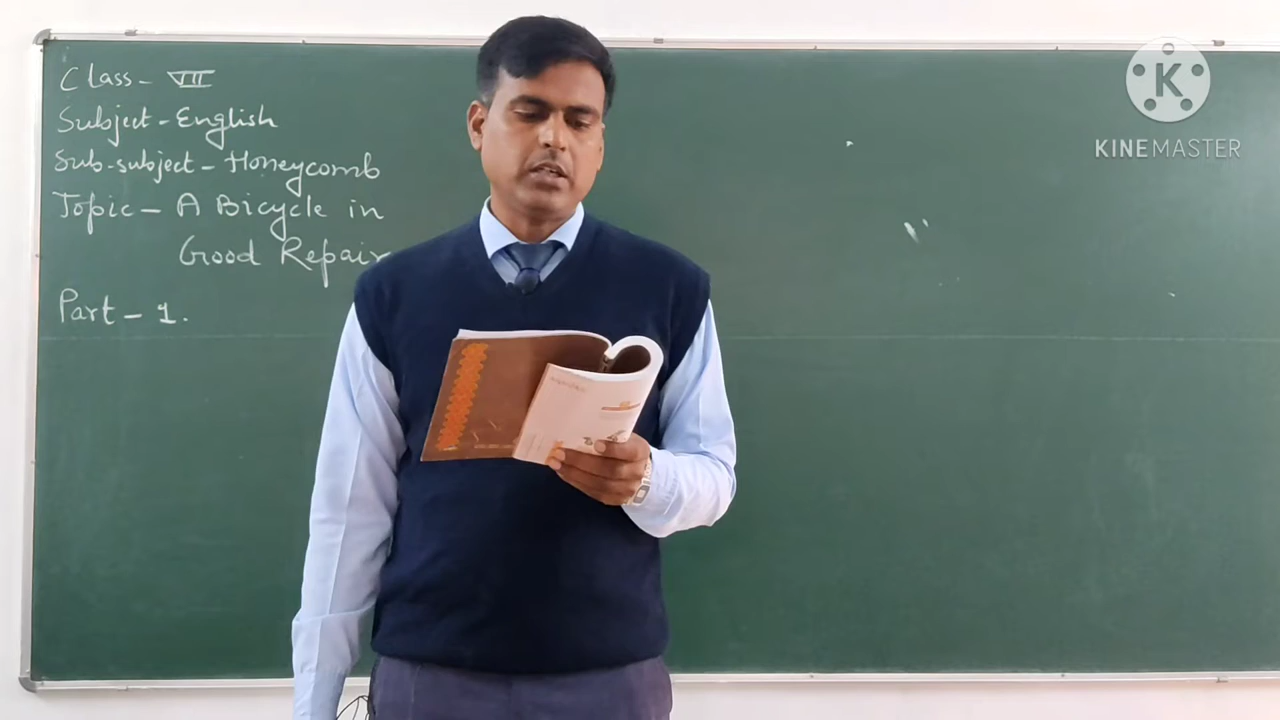 Class - VII
Subject - English
Sub-subject - Honeycomb
Topic - A Bicycle in
Good Repair
Part - 1.
K
KINEMASTER